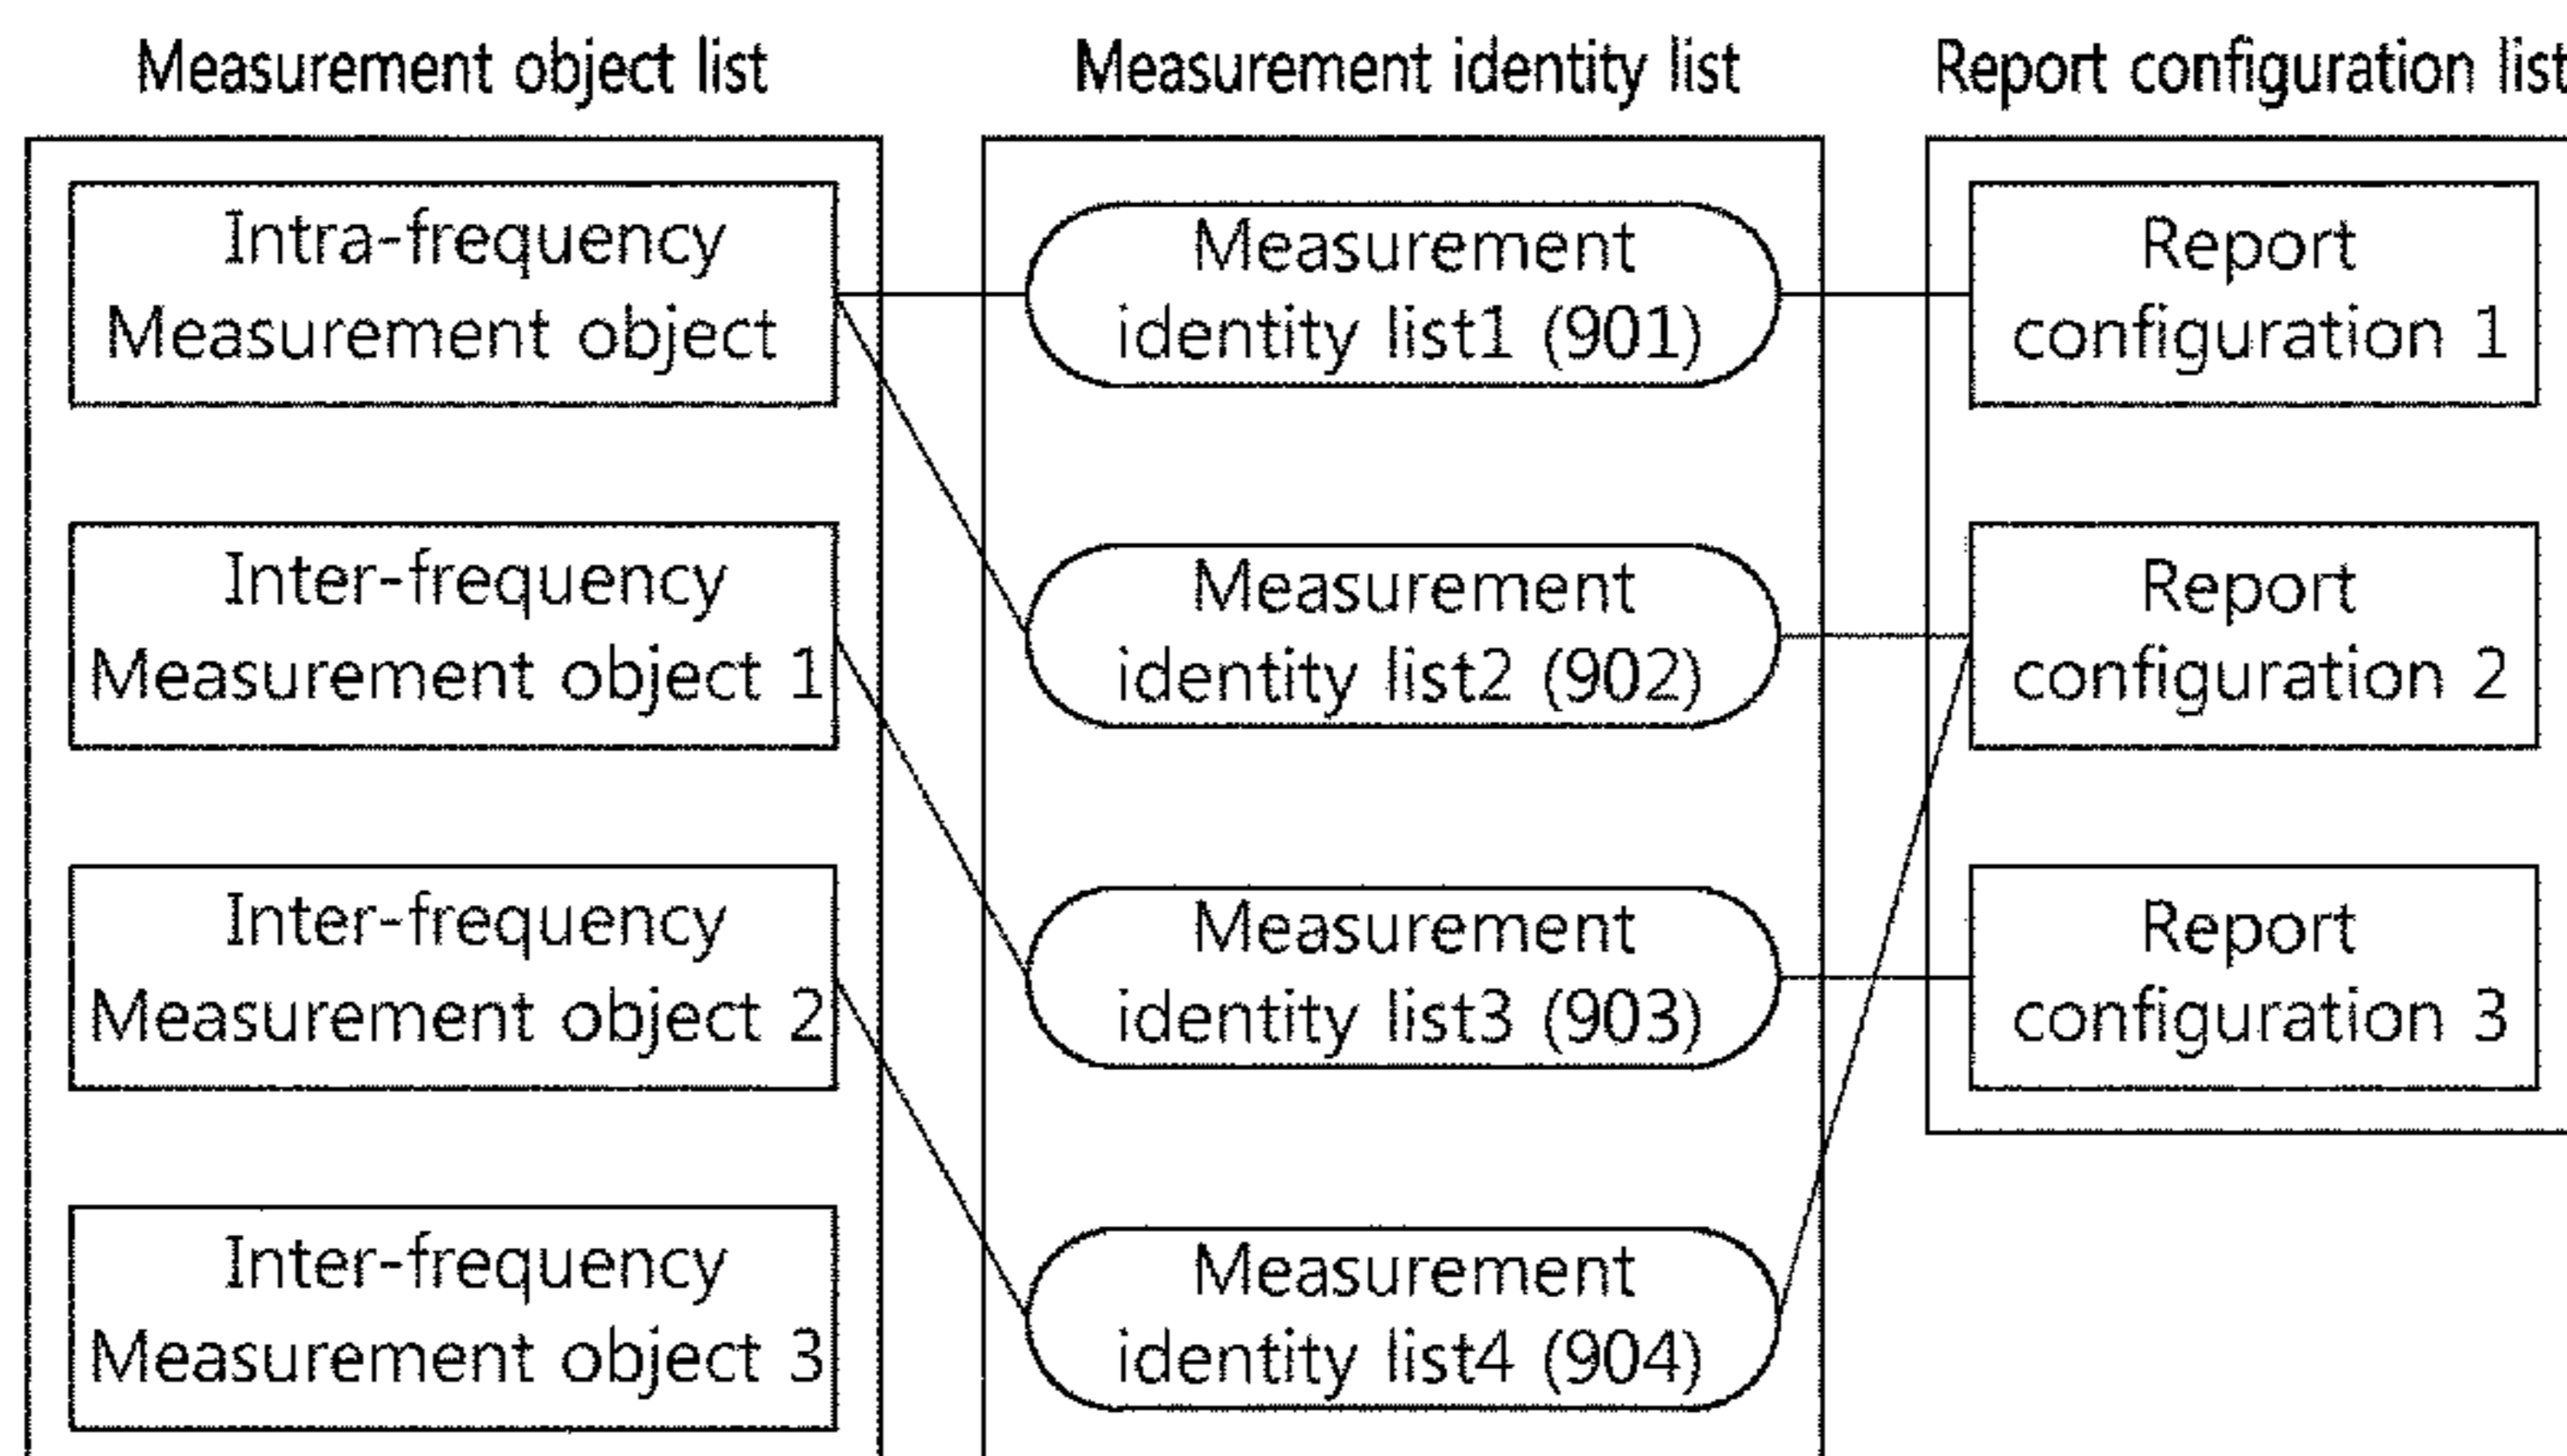 Measurement object list
Measurement identity list
Report configuration list
Intra-frequency
Measurement object
Measurement
identity list1 (901)
Report
configuration 1
Inter-frequency
Measurement object 1
Measurement
identity list2 (902)
Report
configuration 2
Inter-frequency
Measurement object 2
Measurement
identity list3 (903)
Report
configuration 3
Inter-frequency
Measurement object 3
Measurement
identity list4 (904)